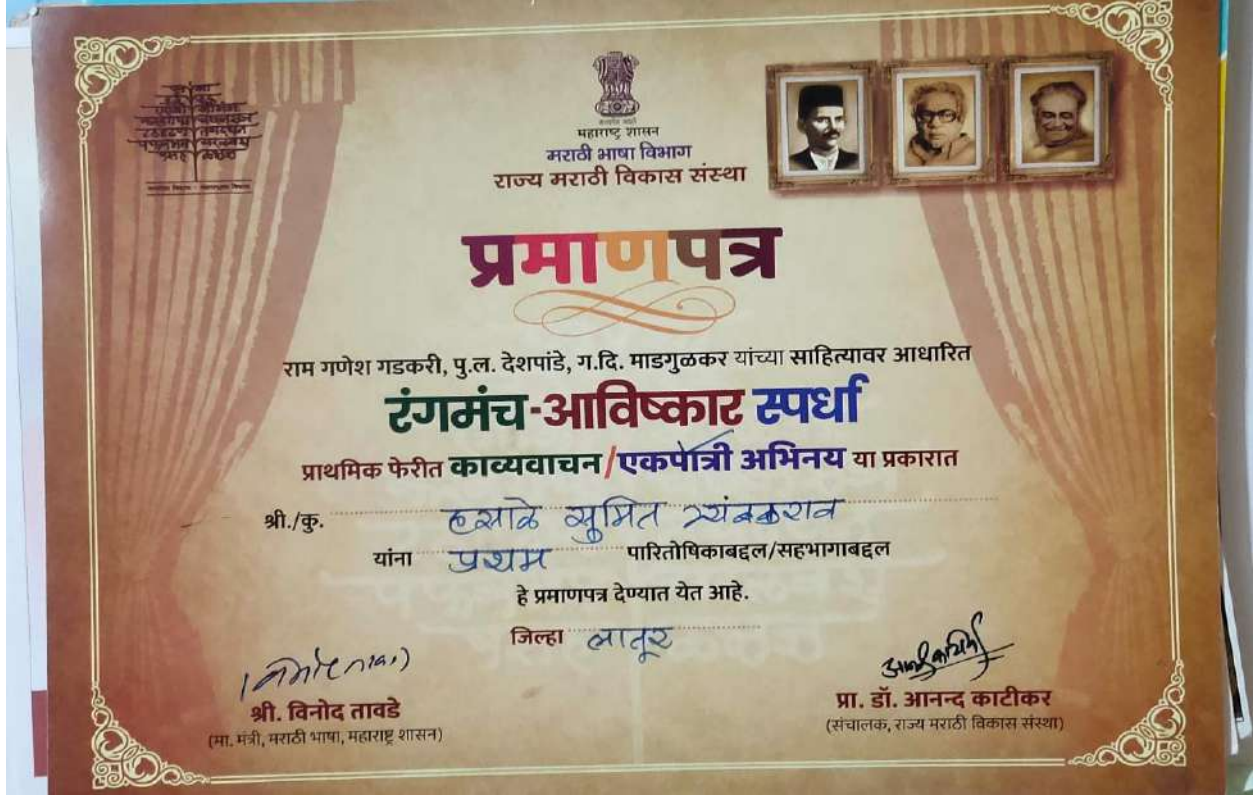 महाराष्ट्र शासन
मराठी भाषा विभाग
राज्य मराठी विकास संस्था
प्रमाणपत्र
राम गणेश गडकरी, पु.ल. देशपांडे, ग.दि. माडगुळकर यांच्या साहित्यावर आधारित
रंगमंच-आविष्कार स्पर्धा
प्राथमिक फेरीत काव्यवाचन/एकपात्री अभिनय या प्रकारात
श्री./कु. हसाळे सुमित त्र्यंबकराव
यांना प्रथम पारितोषिकाबद्दल/सहभागाबद्दल
हे प्रमाणपत्र देण्यात येत आहे.
जिल्हा लातूर
श्री. विनोद तावडे
(मा. मंत्री, मराठी भाषा, महाराष्ट्र शासन)
प्रा. डॉ. आनन्द काटीकर
(संचालक, राज्य मराठी विकास संस्था)